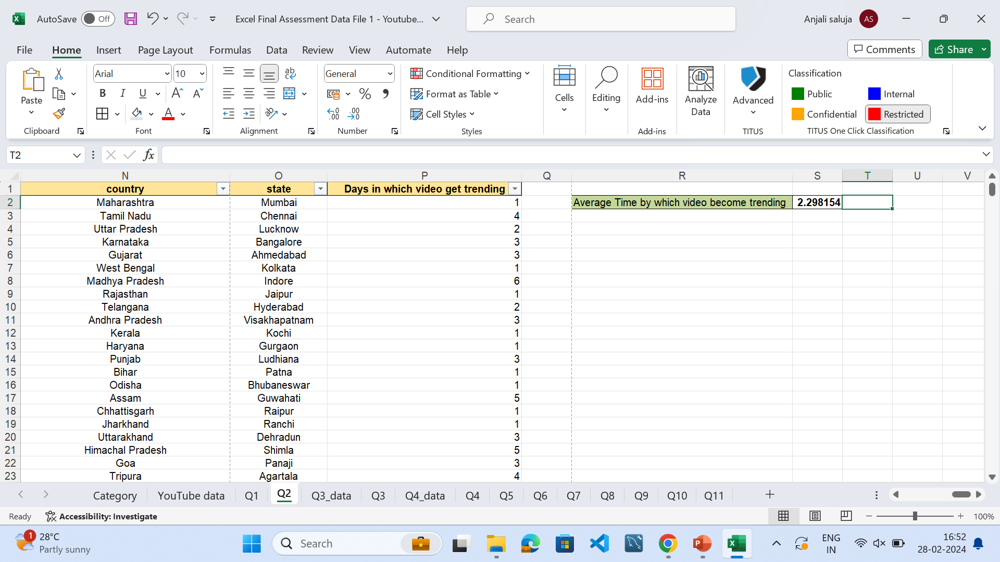 AutoSave Off Excel Final Assessment Data File 1 - Youtube... Search Anjali saluja AS
File Home Insert Page Layout Formulas Data Review View Automate Help Comments Share
Paste
Clipboard
Arial 10
B I U
Font
Alignment
General
Number
Conditional Formatting
Format as Table
Cell Styles
Styles
Cells
Editing
Add-ins
Add-ins
Analyze
Data
Advanced
TITUS
Classification
Public Internal
Confidential Restricted
TITUS One Click Classification
T2 fx
N O P Q R S T U V
1 country state Days in which video get trending
2 Maharashtra Mumbai 1 Average Time by which video become trending 2.298154
3 Tamil Nadu Chennai 4
4 Uttar Pradesh Lucknow 2
5 Karnataka Bangalore 3
6 Gujarat Ahmedabad 3
7 West Bengal Kolkata 1
8 Madhya Pradesh Indore 6
9 Rajasthan Jaipur 1
10 Telangana Hyderabad 2
11 Andhra Pradesh Visakhapatnam 3
12 Kerala Kochi 1
13 Haryana Gurgaon 1
14 Punjab Ludhiana 3
15 Bihar Patna 1
16 Odisha Bhubaneswar 1
17 Assam Guwahati 5
18 Chhattisgarh Raipur 1
19 Jharkhand Ranchi 1
20 Uttarakhand Dehradun 3
21 Himachal Pradesh Shimla 5
22 Goa Panaji 3
23 Tripura Agartala 4
Category YouTube data Q1 Q2 Q3_data Q3 Q4_data Q4 Q5 Q6 Q7 Q8 Q9 Q10 Q11
Ready Accessibility: Investigate 100%
1 28°C
Partly sunny
Search
ENG
IN
16:52
28-02-2024